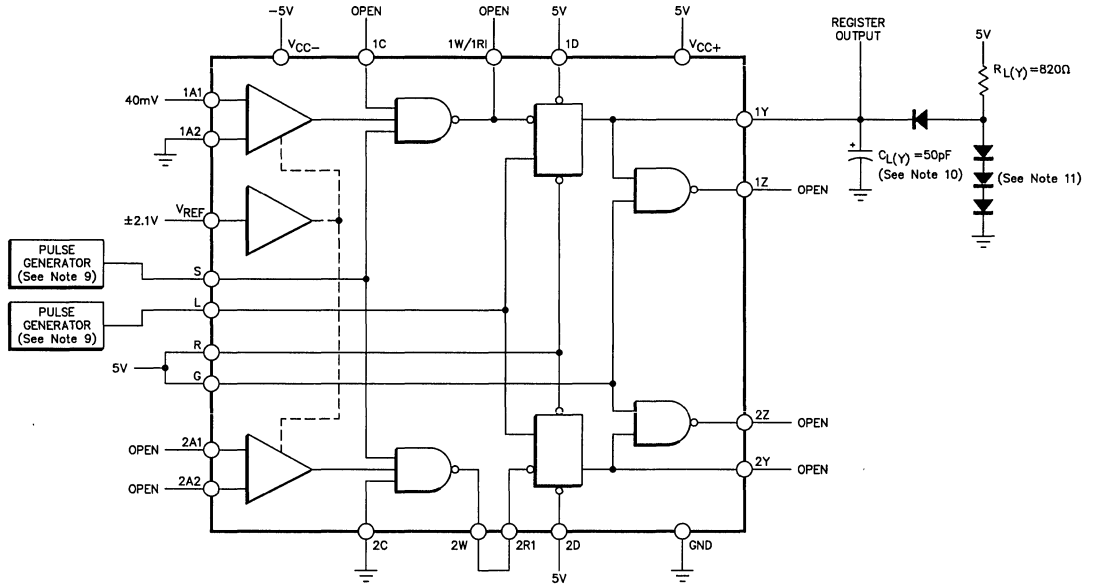 -5V
OPEN
OPEN
5V
5V
REGISTER
OUTPUT
5V
VCC-
1C
1W/1RI
1D
VCC+
RL(Y)=820Ω
40mV
1A1
1Y
1A2
+
CL(Y)=50pF
(See Note 10)
(See Note 11)
1Z
OPEN
±2.1V
VREF
PULSE
GENERATOR
(See Note 9)
S
PULSE
GENERATOR
(See Note 9)
L
R
5V
G
2Z
OPEN
OPEN
2A1
2Y
OPEN
OPEN
2A2
2C
2W
2R1
2D
GND
5V